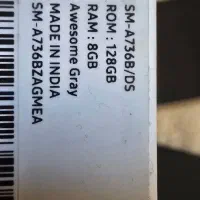 SM-A736B/DS
ROM : 128GB
RAM : 8GB
Awesome Gray
MADE IN INDIA
SM-A736BZAGMEA